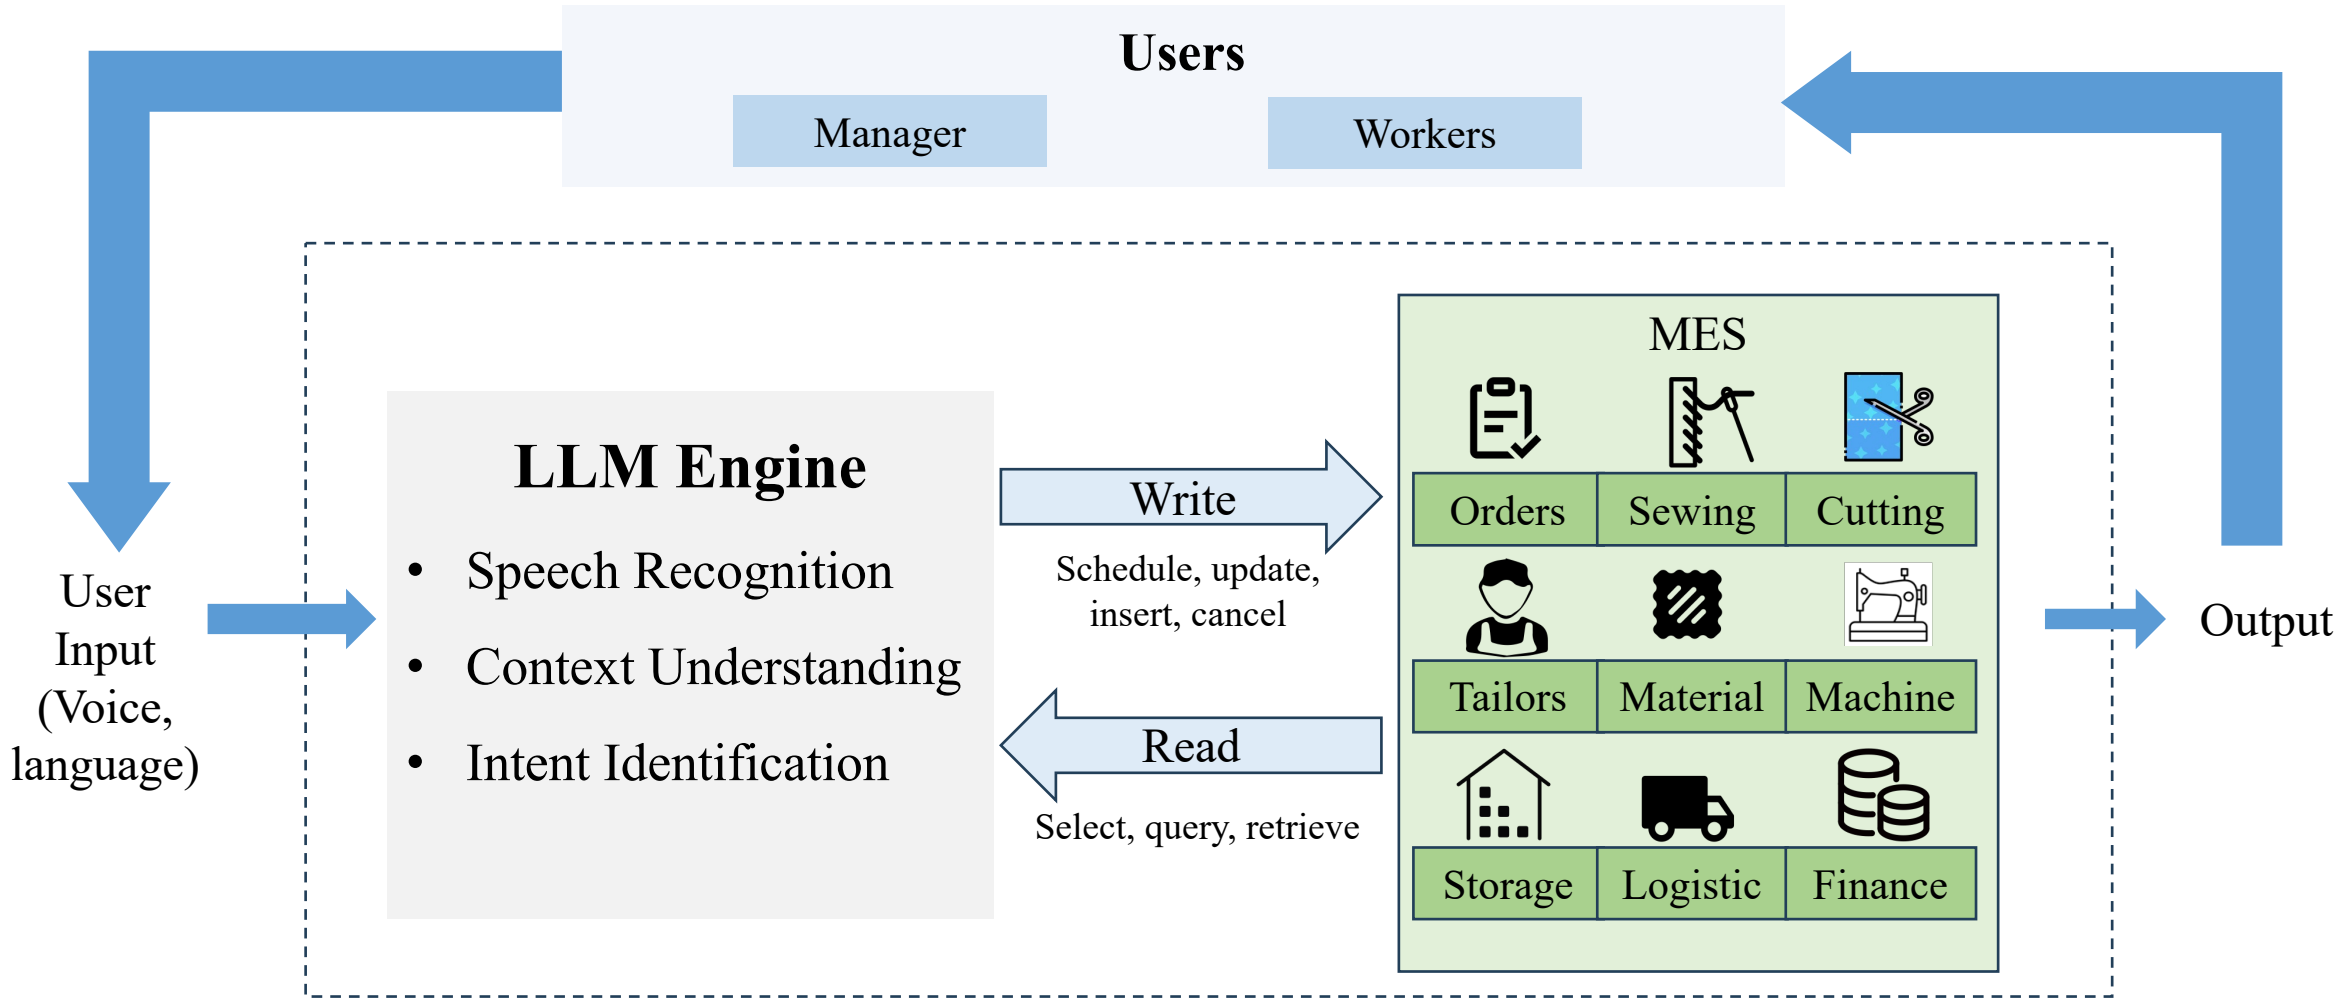 Users
Manager
Workers
User
Input
(Voice,
language)
LLM Engine
• Speech Recognition
• Context Understanding
• Intent Identification
Write
Schedule, update,
insert, cancel
Read
Select, query, retrieve
MES
Orders Sewing Cutting
Tailors Material Machine
Storage Logistic Finance
Output